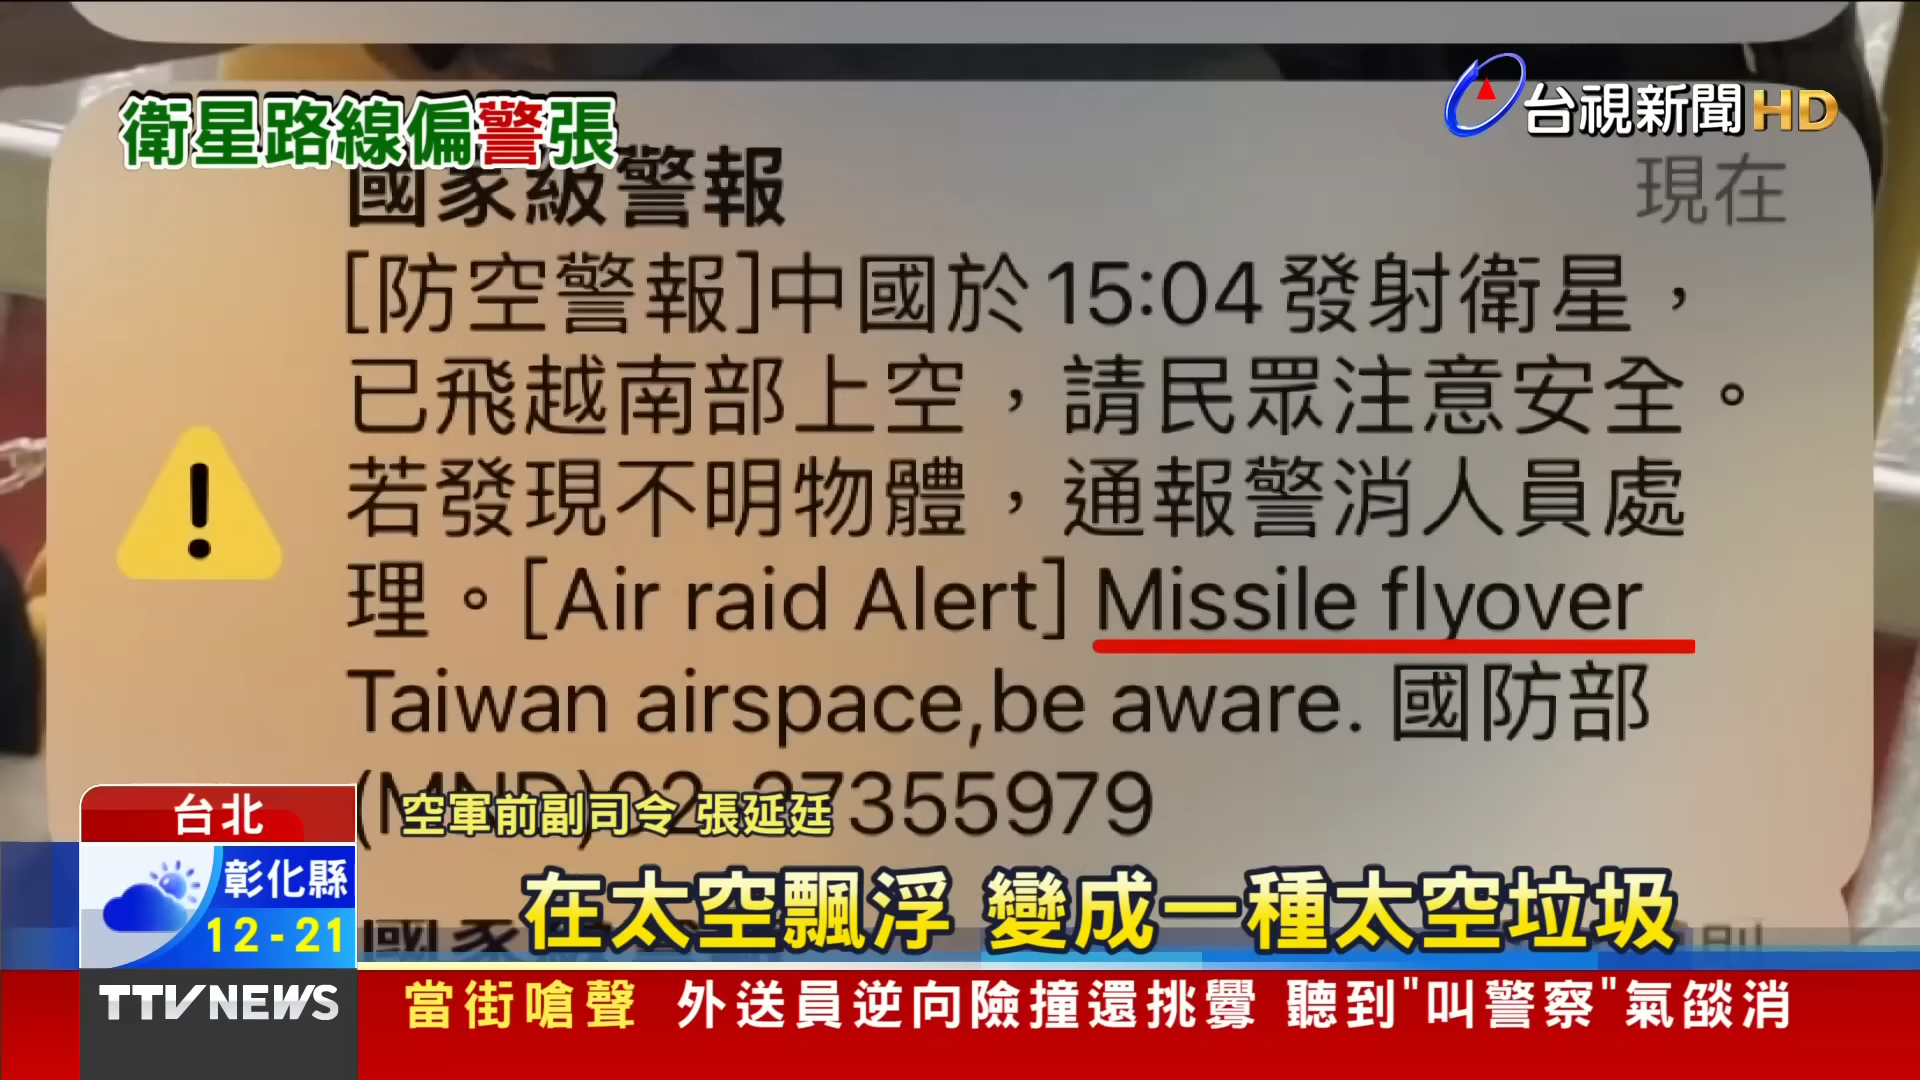 衛星路線偏警張
台視新聞HD
國家級警報
現在
[防空警報]中國於15:04發射衛星，
已飛越南部上空，請民眾注意安全。
若發現不明物體，通報警消人員處
理。[Air raid Alert] Missile flyover
Taiwan airspace,be aware. 國防部
(MND)02-27355979
空軍前副司令 張延廷
在太空飄浮 變成一種太空垃圾
台北
彰化縣
12-21
TTV NEWS
當街嗆聲 外送員逆向險撞還挑釁 聽到"叫警察"氣燄消